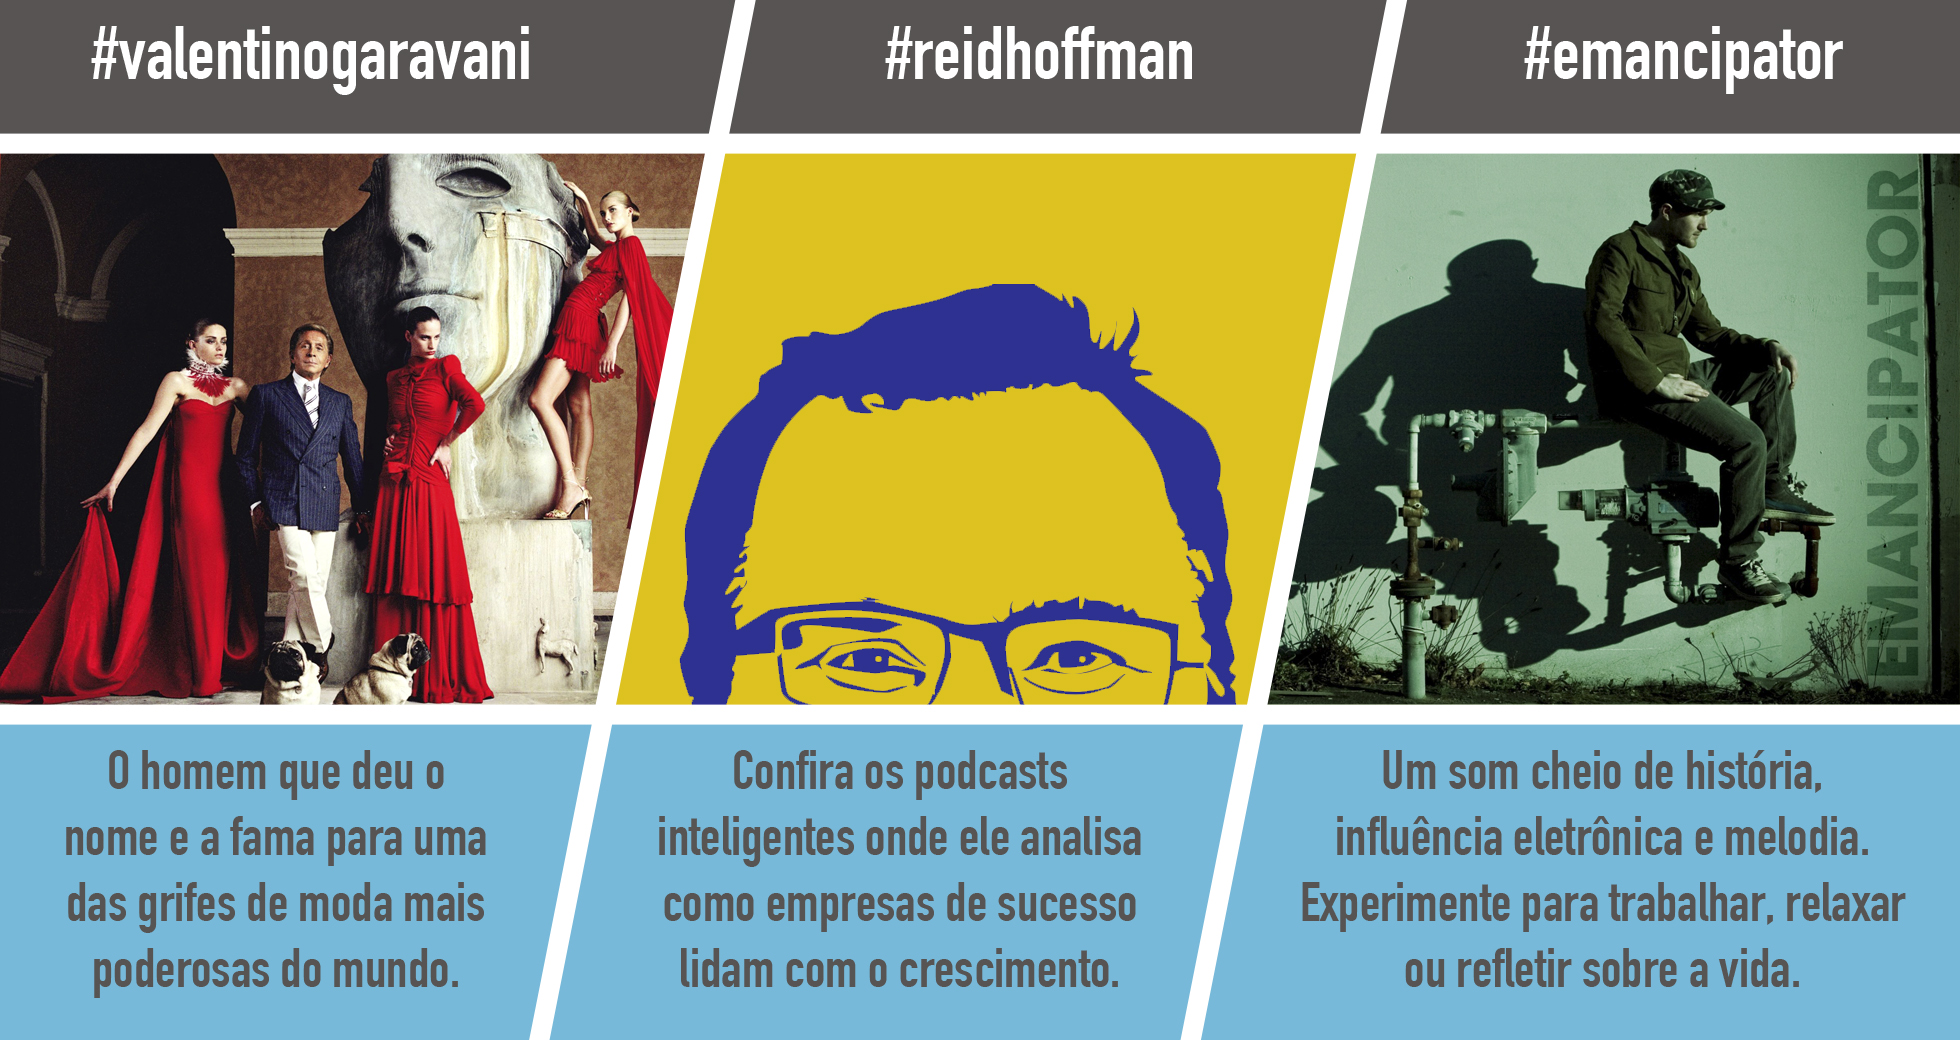 #valentinogaravani
#reidhoffman
#emancipator
EMANCIPATOR
O homem que deu o
nome e a fama para uma
das grifes de moda mais
poderosas do mundo.
Confira os podcasts
inteligentes onde ele analisa
como empresas de sucesso
lidam com o crescimento.
Um som cheio de história,
influência eletrônica e melodia.
Experimente para trabalhar, relaxar
ou refletir sobre a vida.